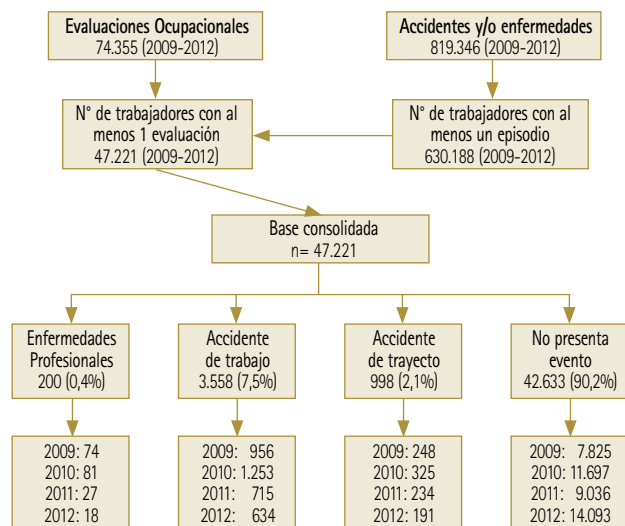 Evaluaciones Ocupacionales
74.355 (2009-2012)
Accidentes y/o enfermedades
819.346 (2009-2012)
N° de trabajadores con al
menos 1 evaluación
47.221 (2009-2012)
N° de trabajadores con al
menos un episodio
630.188 (2009-2012)
Base consolidada
n= 47.221
Enfermedades
Profesionales
200 (0,4%)
Accidente
de trabajo
3.558 (7,5%)
Accidente
de trayecto
998 (2,1%)
No presenta
evento
42.633 (90,2%)
2009: 74
2010: 81
2011: 27
2012: 18
2009: 956
2010: 1.253
2011: 715
2012: 634
2009: 248
2010: 325
2011: 234
2012: 191
2009: 7.825
2010: 11.697
2011: 9.036
2012: 14.093